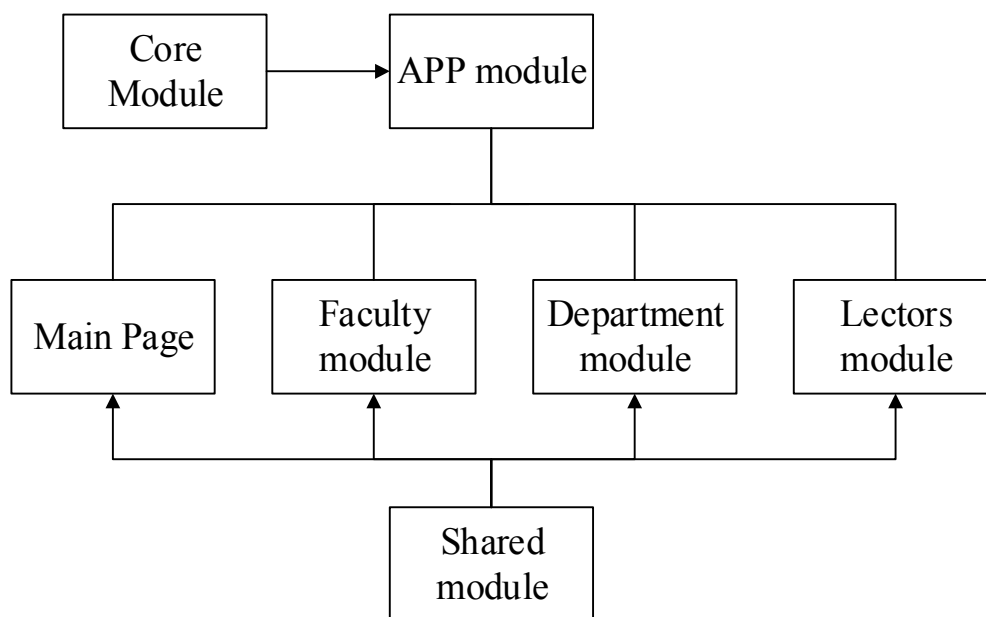 Core
Module
APP module
Main Page
Faculty
module
Department
module
Lectors
module
Shared
module